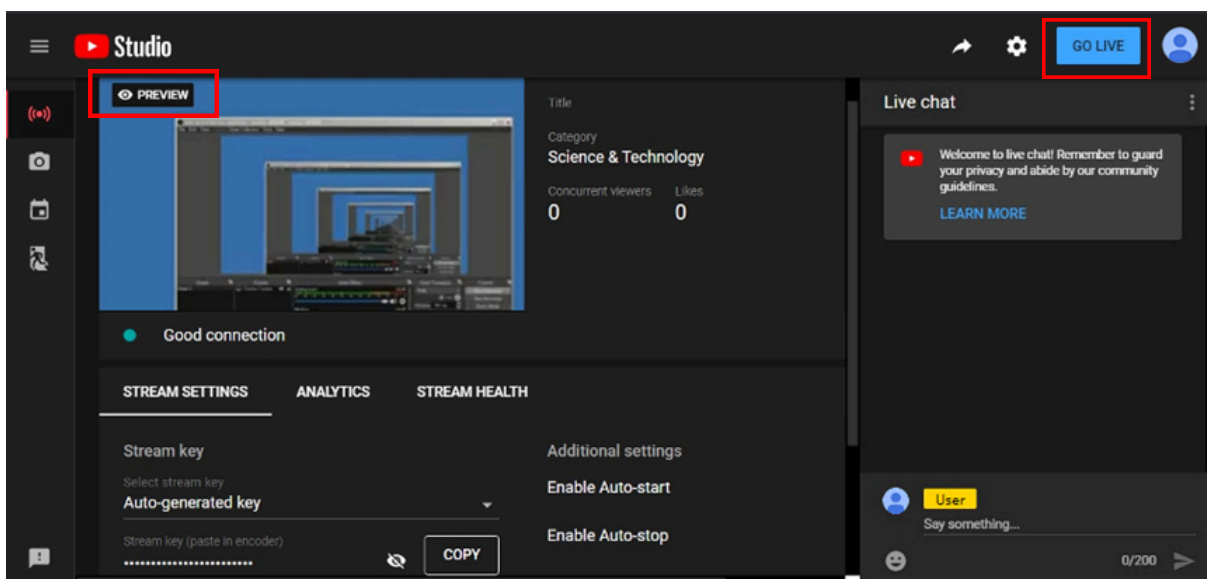 Studio
GO LIVE
PREVIEW
Title
Category
Science & Technology
Concurrent viewers Likes
0 0
Good connection
STREAM SETTINGS ANALYTICS STREAM HEALTH
Stream key
Select stream key
Auto-generated key
Stream key (paste in encoder)
••••••••••••••••••••••••
COPY
Additional settings
Enable Auto-start
Enable Auto-stop
Live chat
Welcome to live chat! Remember to guard
your privacy and abide by our community
guidelines.
LEARN MORE
User
Say something...
0/200